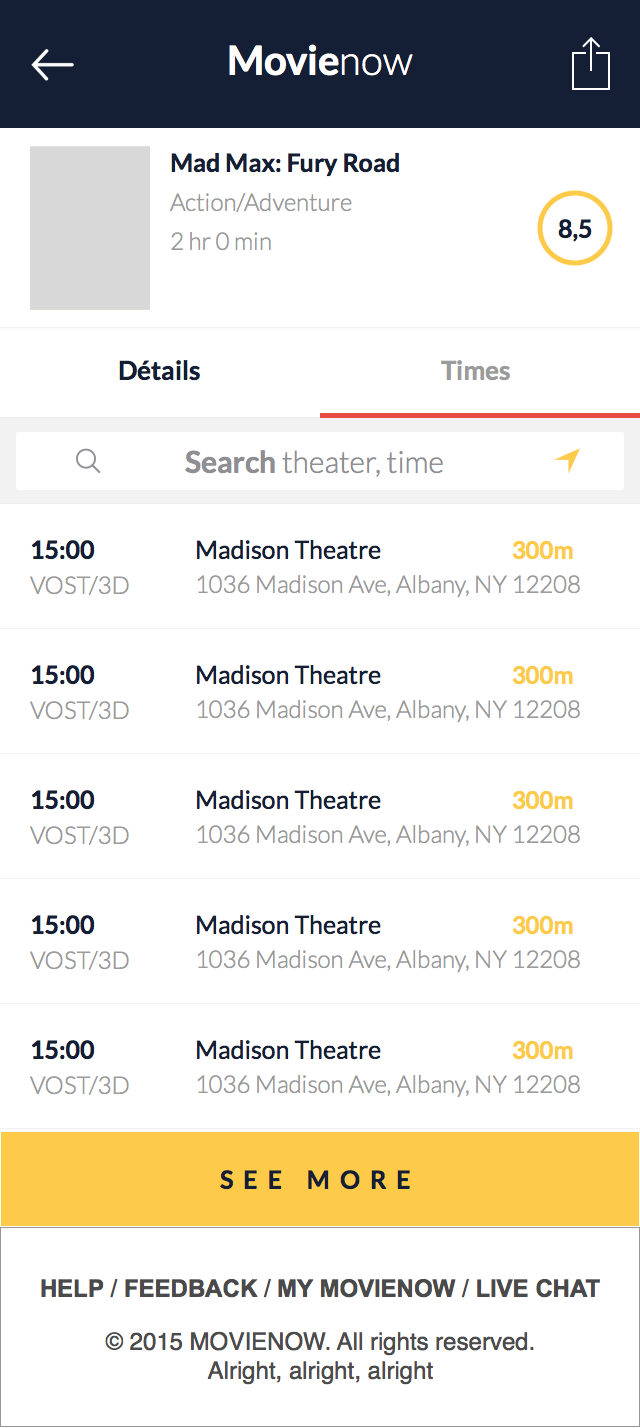 Movienow
Mad Max: Fury Road
Action/Adventure
2 hr 0 min
8,5
Détails
Times
Search theater, time
15:00 Madison Theatre 300m
VOST/3D 1036 Madison Ave, Albany, NY 12208
15:00 Madison Theatre 300m
VOST/3D 1036 Madison Ave, Albany, NY 12208
15:00 Madison Theatre 300m
VOST/3D 1036 Madison Ave, Albany, NY 12208
15:00 Madison Theatre 300m
VOST/3D 1036 Madison Ave, Albany, NY 12208
15:00 Madison Theatre 300m
VOST/3D 1036 Madison Ave, Albany, NY 12208
SEE MORE
HELP / FEEDBACK / MY MOVIENOW / LIVE CHAT
© 2015 MOVIENOW. All rights reserved.
Alright, alright, alright